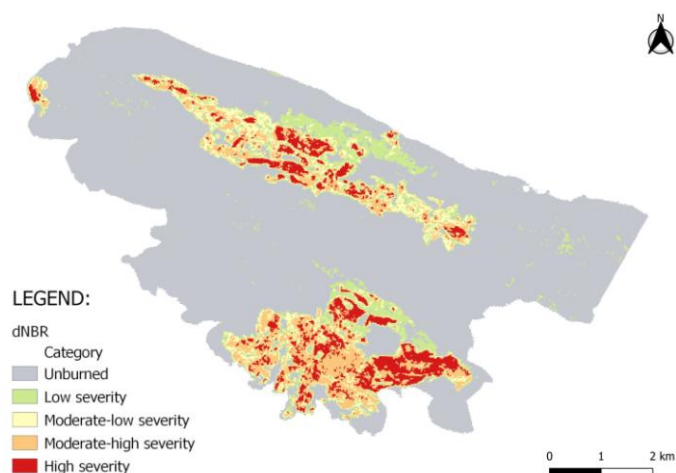 N
LEGEND:
dNBR
Category
Unburned
Low severity
Moderate-low severity
Moderate-high severity
High severity
0 1 2 km